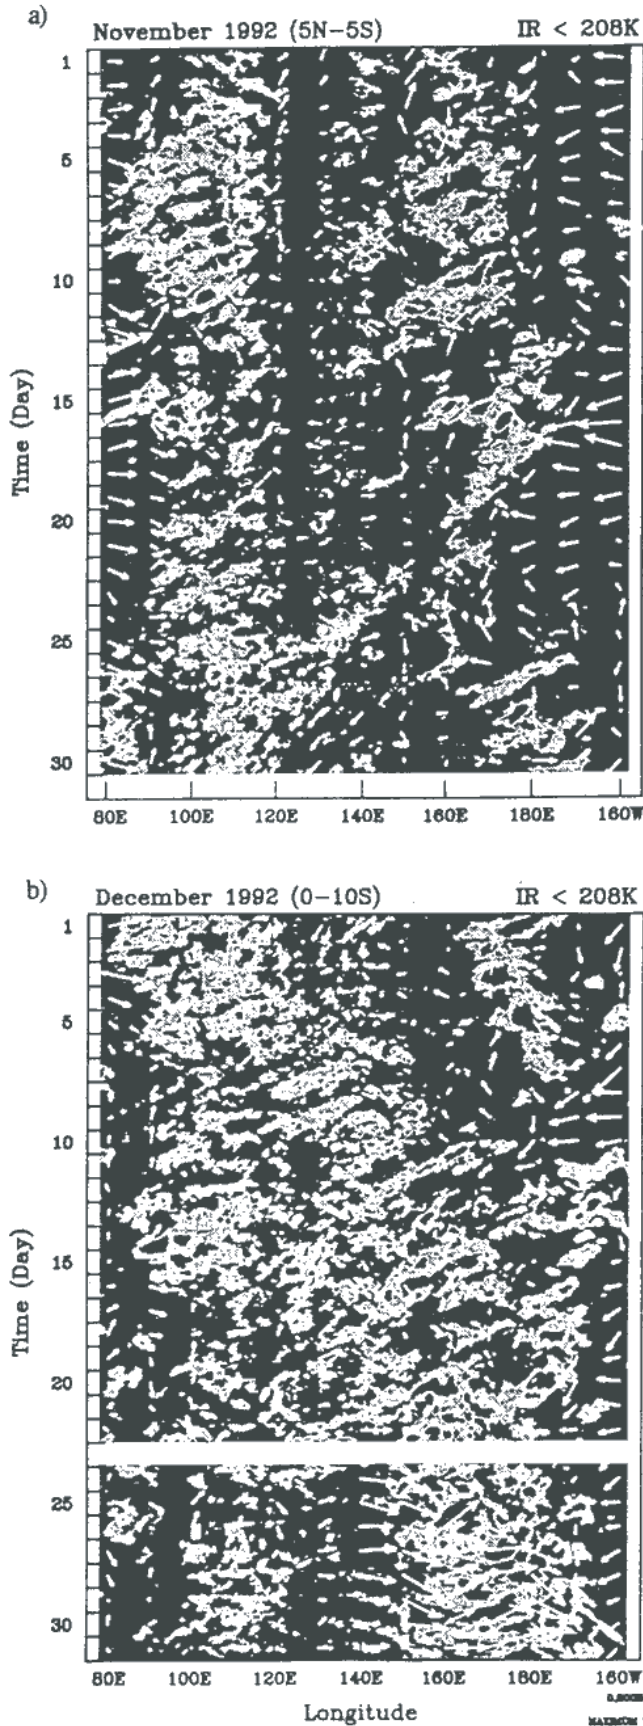 a)
November 1992 (5N-5S) IR < 208K
1
5
10
15
20
25
30
Time (Day)
80E 100E 120E 140E 160E 180E 160W
b)
December 1992 (0-10S) IR < 208K
1
5
10
15
20
25
30
Time (Day)
80E 100E 120E 140E 160E 180E 160W
Longitude
MAXIMUM